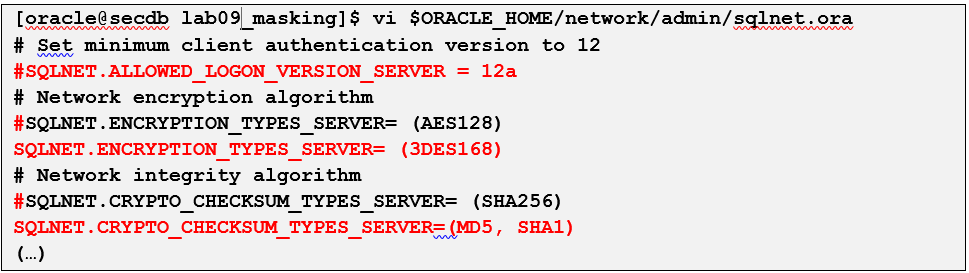 [oracle@secdb lab09_masking]$ vi $ORACLE_HOME/network/admin/sqlnet.ora
# Set minimum client authentication version to 12
#SQLNET.ALLOWED_LOGON_VERSION_SERVER = 12a
# Network encryption algorithm
#SQLNET.ENCRYPTION_TYPES_SERVER= (AES128)
SQLNET.ENCRYPTION_TYPES_SERVER= (3DES168)
# Network integrity algorithm
#SQLNET.CRYPTO_CHECKSUM_TYPES_SERVER= (SHA256)
SQLNET.CRYPTO_CHECKSUM_TYPES_SERVER=(MD5, SHA1)
(…)